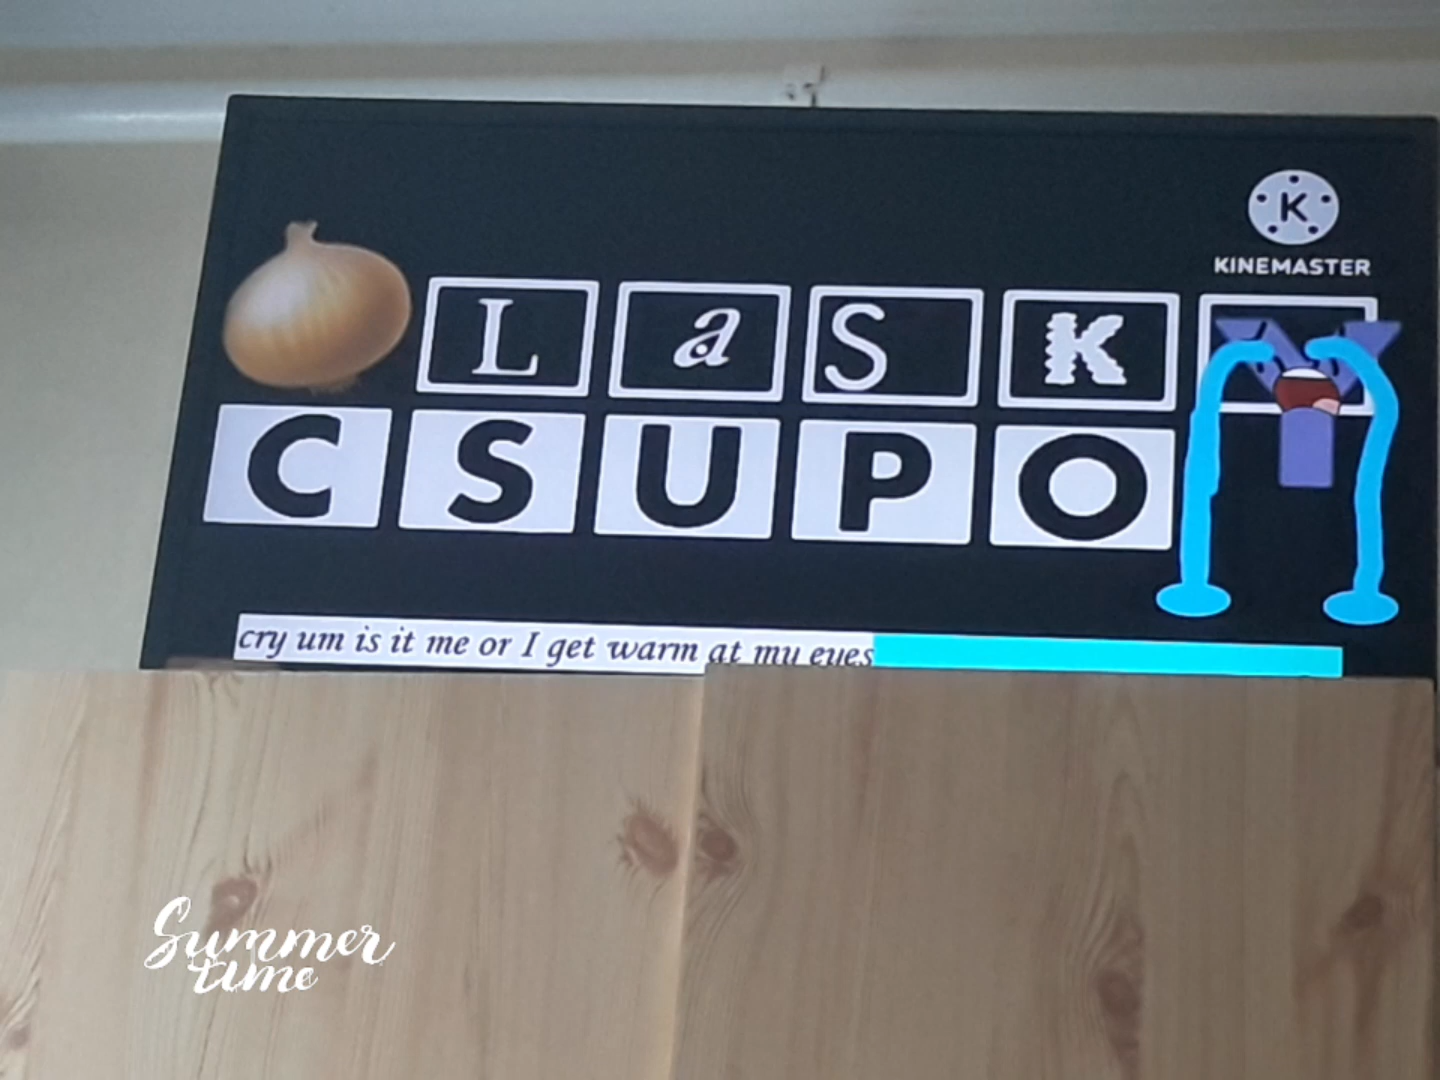 K
KINEMASTER
L a S K Y
C S U P O
cry um is it me or I get warm at my eyes
Summer
time